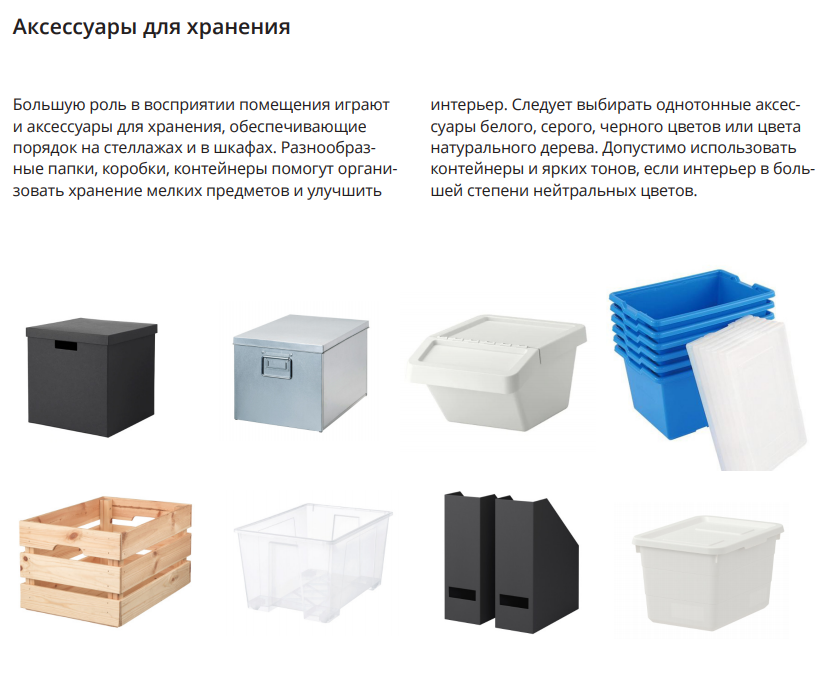 Аксессуары для хранения
Большую роль в восприятии помещения играют
и аксессуары для хранения, обеспечивающие
порядок на стеллажах и в шкафах. Разнообраз-
ные папки, коробки, контейнеры помогут органи-
зовать хранение мелких предметов и улучшить
интерьер. Следует выбирать однотонные аксес-
суары белого, серого, черного цветов или цвета
натурального дерева. Допустимо использовать
контейнеры и ярких тонов, если интерьер в боль-
шей степени нейтральных цветов.